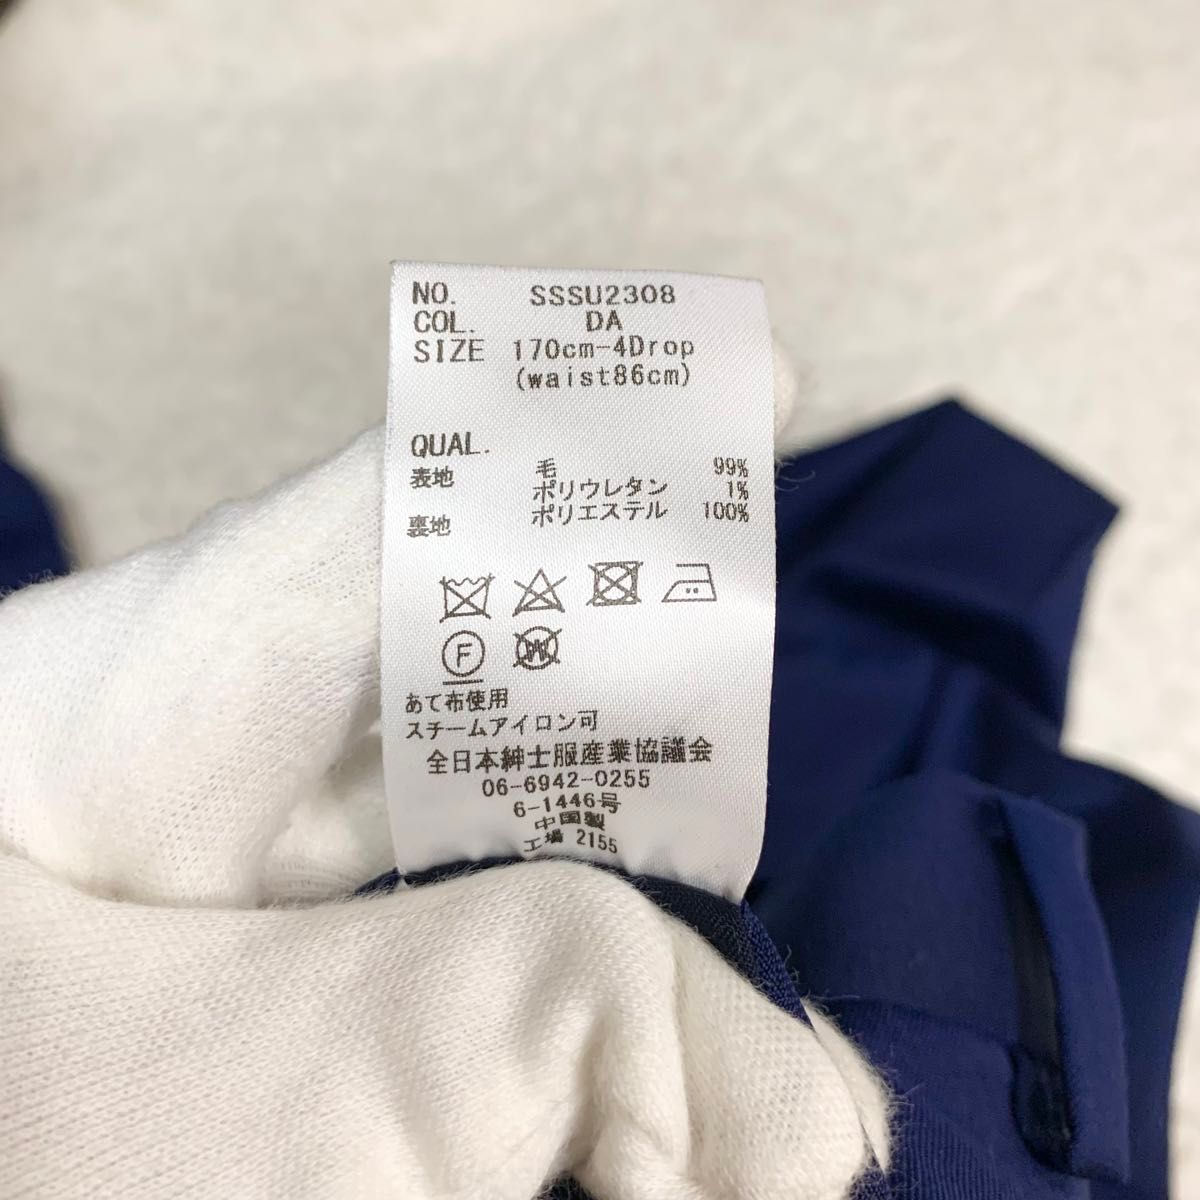 NO. SSSU2308
COL. DA
SIZE 170cm-4Drop
(waist86cm)
QUAL.
表地 毛 99%
ポリウレタン 1%
裏地 ポリエステル 100%
F
W
あて布使用
スチームアイロン可
全日本紳士服産業協議会
06-6942-0255
6-1446号
中国製
工場 2155